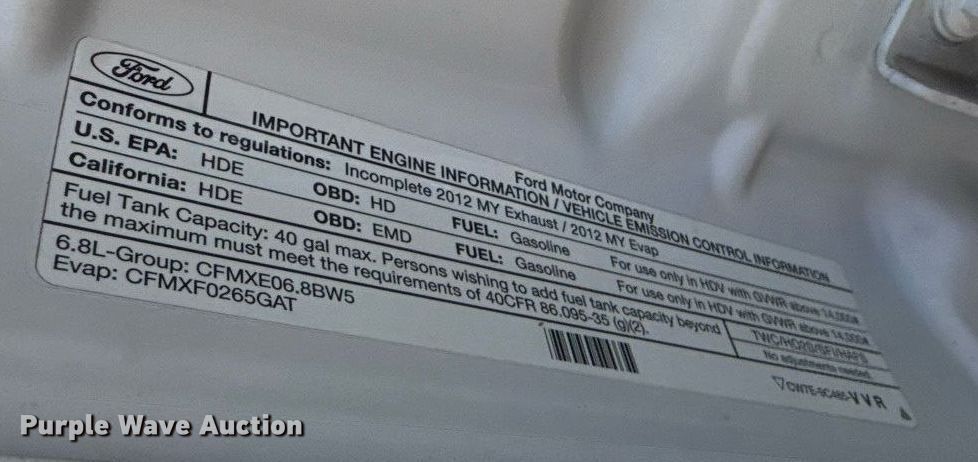 Ford
Ford Motor Company
IMPORTANT ENGINE INFORMATION / VEHICLE EMISSION CONTROL INFORMATION
Conforms to regulations: Incomplete 2012 MY Exhaust / 2012 MY Evap
U.S. EPA: HDE OBD: HD FUEL: Gasoline For use only in HDV with GVWR above 14,000#
California: HDE OBD: EMD FUEL: Gasoline For use only in HDV with GVWR above 14,000#
Fuel Tank Capacity: 40 gal max. Persons wishing to add fuel tank capacity beyond
the maximum must meet the requirements of 40CFR 86.095-35 (g)(2).
TWC/HO2S/SFI/HAFS
No adjustments needed.
6.8L-Group: CFMXE06.8BW5
Evap: CFMXF0265GAT
VVR
Purple Wave Auction